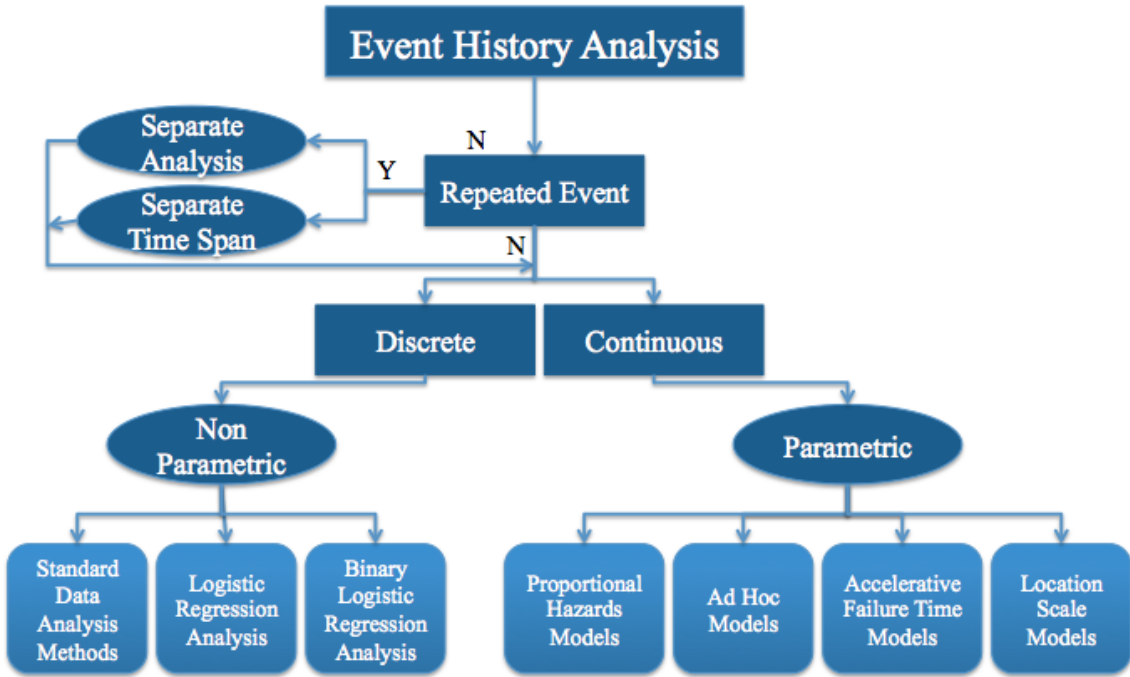 Event History Analysis
N
Separate
Analysis
Y
Repeated Event
Separate
Time Span
N
Discrete
Continuous
Non
Parametric
Parametric
Standard
Data
Analysis
Methods
Logistic
Regression
Analysis
Binary
Logistic
Regression
Analysis
Proportional
Hazards
Models
Ad Hoc
Models
Accelerative
Failure Time
Models
Location
Scale
Models